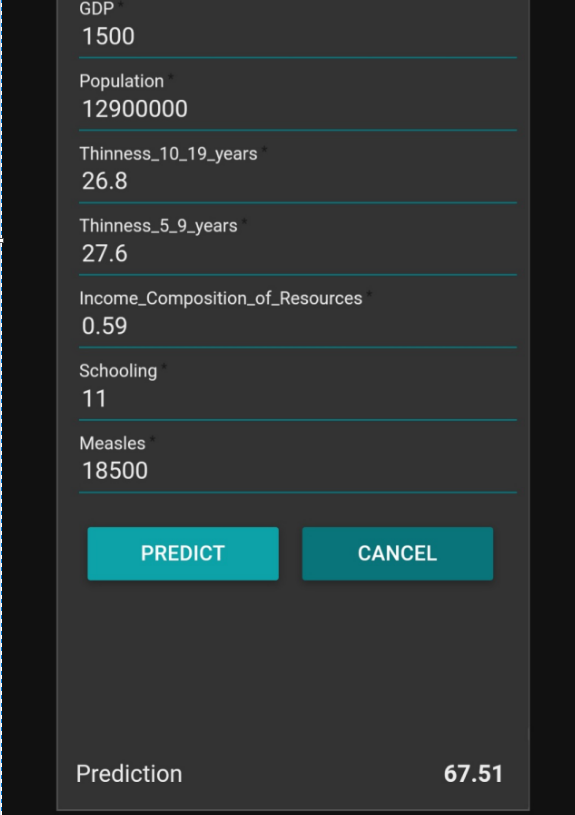 GDP *
1500
Population *
12900000
Thinness_10_19_years *
26.8
Thinness_5_9_years *
27.6
Income_Composition_of_Resources *
0.59
Schooling *
11
Measles *
18500
PREDICT CANCEL
Prediction 67.51